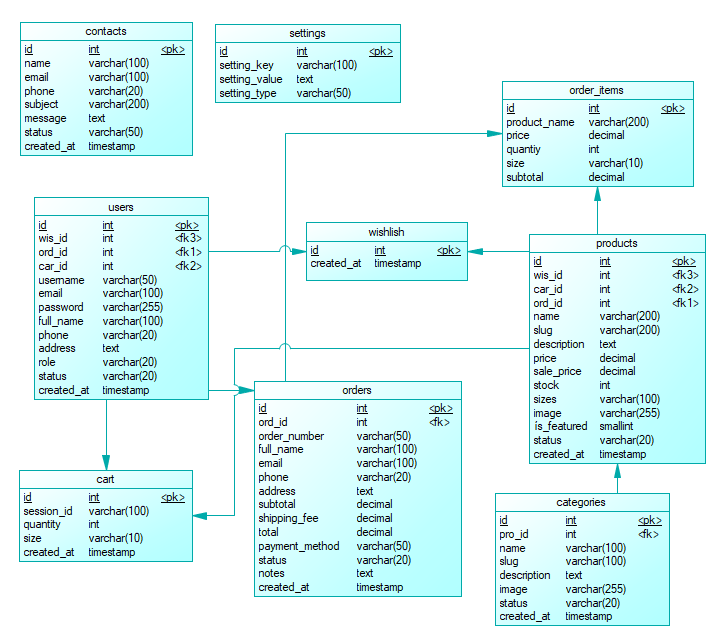 contacts
id int <pk>
name varchar(100)
email varchar(100)
phone varchar(20)
subject varchar(200)
message text
status varchar(50)
created_at timestamp
settings
id int <pk>
setting_key varchar(100)
setting_value text
setting_type varchar(50)
order_items
id int <pk>
product_name varchar(200)
price decimal
quantiy int
size varchar(10)
subtotal decimal
users
id int <pk>
wis_id int <fk3>
ord_id int <fk1>
car_id int <fk2>
username varchar(50)
email varchar(100)
password varchar(255)
full_name varchar(100)
phone varchar(20)
address text
role varchar(20)
status varchar(20)
created_at timestamp
wishlish
id int <pk>
created_at timestamp
products
id int <pk>
wis_id int <fk3>
car_id int <fk2>
ord_id int <fk1>
name varchar(200)
slug varchar(200)
description text
price decimal
sale_price decimal
stock int
sizes varchar(100)
image varchar(255)
is_featured smallint
status varchar(20)
created_at timestamp
orders
id int <pk>
ord_id int <fk>
order_number varchar(50)
full_name varchar(100)
email varchar(100)
phone varchar(20)
address text
subtotal decimal
shipping_fee decimal
total decimal
payment_method varchar(50)
status varchar(20)
notes text
created_at timestamp
cart
id int <pk>
session_id varchar(100)
quantity int
size varchar(10)
created_at timestamp
categories
id int <pk>
pro_id int <fk>
name varchar(100)
slug varchar(100)
description text
image varchar(255)
status varchar(20)
created_at timestamp